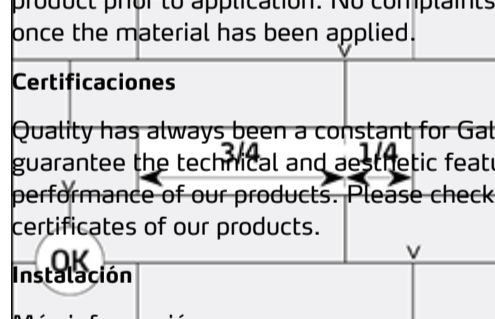 product prior to application. No complaints
once the material has been applied.
Certificaciones
Quality has always been a constant for
guarantee the technical and aesthetic
performance of our products. Please check
certificates of our products.
3/4
1/4
OK
Instalación